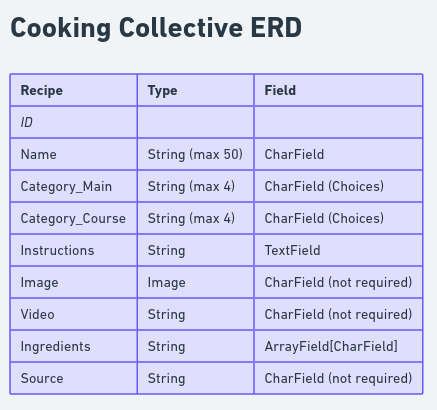 Cooking Collective ERD
Recipe Type Field
ID
Name String (max 50) CharField
Category_Main String (max 4) CharField (Choices)
Category_Course String (max 4) CharField (Choices)
Instructions String TextField
Image Image CharField (not required)
Video String CharField (not required)
Ingredients String ArrayField[CharField]
Source String CharField (not required)